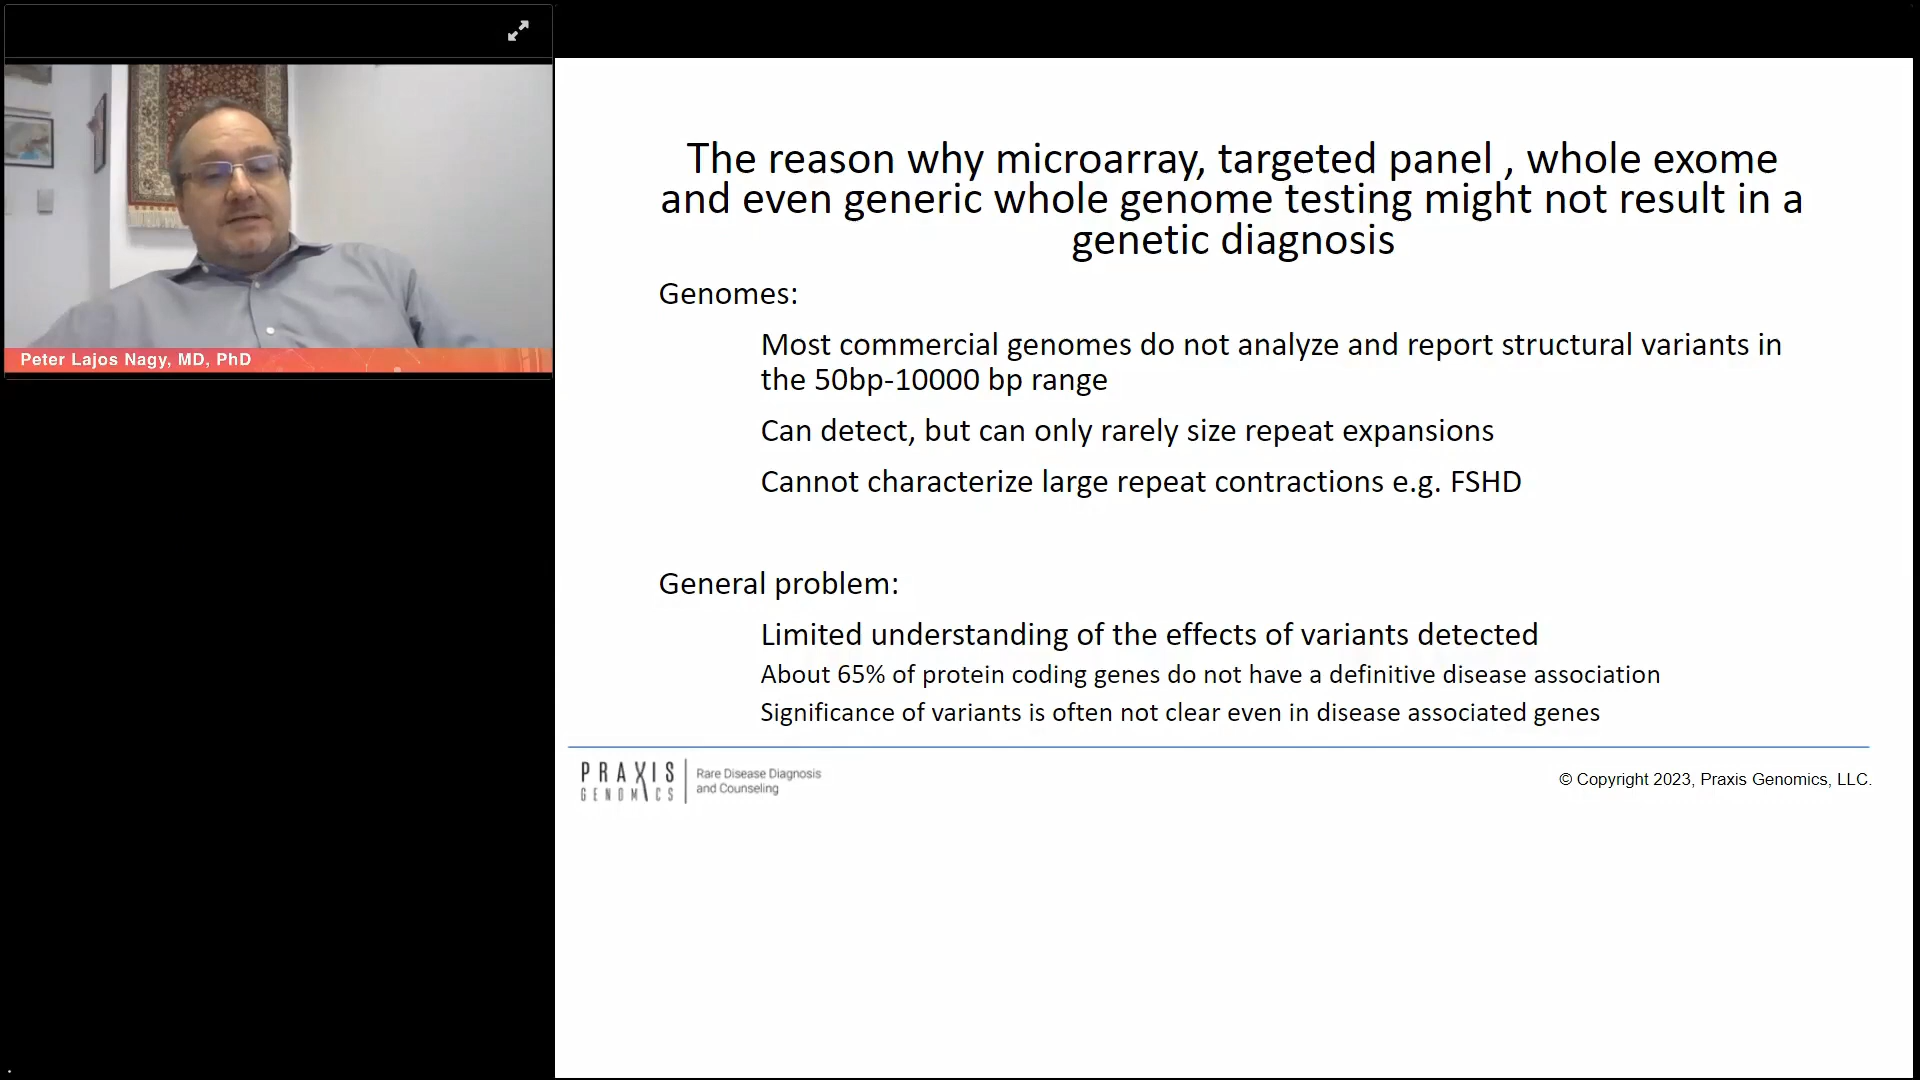 Peter Lajos Nagy, MD, PhD
The reason why microarray, targeted panel , whole exome
and even generic whole genome testing might not result in a
genetic diagnosis
Genomes:
Most commercial genomes do not analyze and report structural variants in
the 50bp-10000 bp range
Can detect, but can only rarely size repeat expansions
Cannot characterize large repeat contractions e.g. FSHD
General problem:
Limited understanding of the effects of variants detected
About 65% of protein coding genes do not have a definitive disease association
Significance of variants is often not clear even in disease associated genes
PRAXIS
GENOMICS
Rare Disease Diagnosis
and Counseling
© Copyright 2023, Praxis Genomics, LLC.